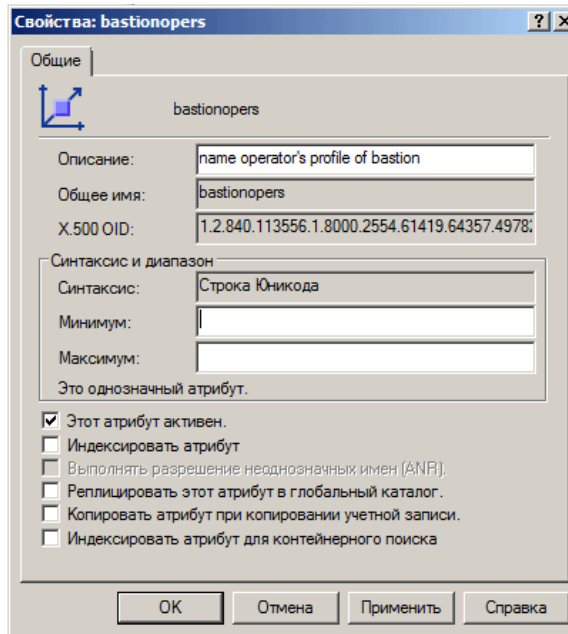 Свойства: bastionopers
Общие
bastionopers
Описание: name operator's profile of bastion
Общее имя: bastionopers
X.500 OID: 1.2.840.113556.1.8000.2554.61419.64357.4978
Синтаксис и диапазон
Синтаксис: Строка Юникода
Минимум:
Максимум:
Это однозначный атрибут.
Этот атрибут активен.
Индексировать атрибут
Выполнять разрешение неоднозначных имен (ANR).
Реплицировать этот атрибут в глобальный каталог.
Копировать атрибут при копировании учетной записи.
Индексировать атрибут для контейнерного поиска
OK Отмена Применить Справка